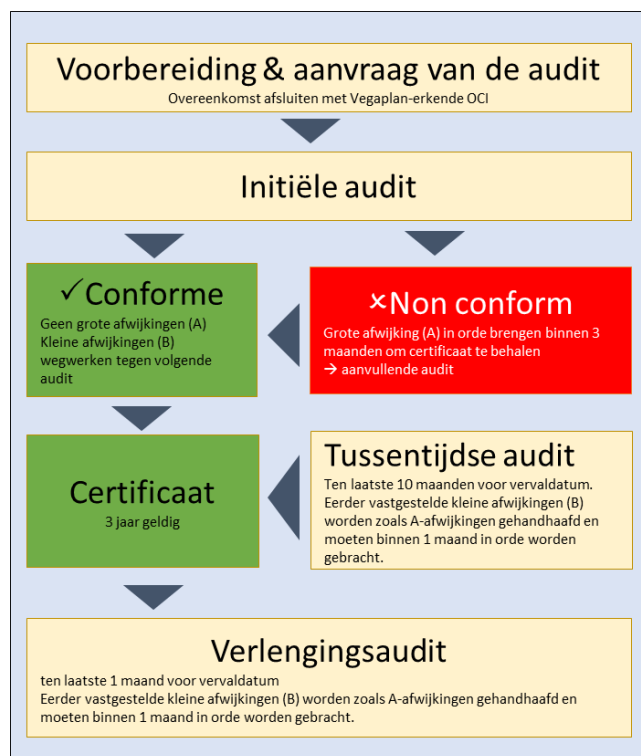 Voorbereiding & aanvraag van de audit
Overeenkomst afsluiten met Vegaplan-erkende OCI
Initiële audit
✓Conforme
Geen grote afwijkingen (A)
Kleine afwijkingen (B)
wegwerken tegen volgende
audit
×Non conform
Grote afwijking (A) in orde brengen binnen 3
maanden om certificaat te behalen
→ aanvullende audit
Certificaat
3 jaar geldig
Tussentijdse audit
Ten laatste 10 maanden voor vervaldatum.
Eerder vastgestelde kleine afwijkingen (B)
worden zoals A-afwijkingen gehandhaafd en
moeten binnen 1 maand in orde worden
gebracht.
Verlengingsaudit
ten laatste 1 maand voor vervaldatum
Eerder vastgestelde kleine afwijkingen (B) worden zoals A-afwijkingen gehandhaafd en
moeten binnen 1 maand in orde worden gebracht.